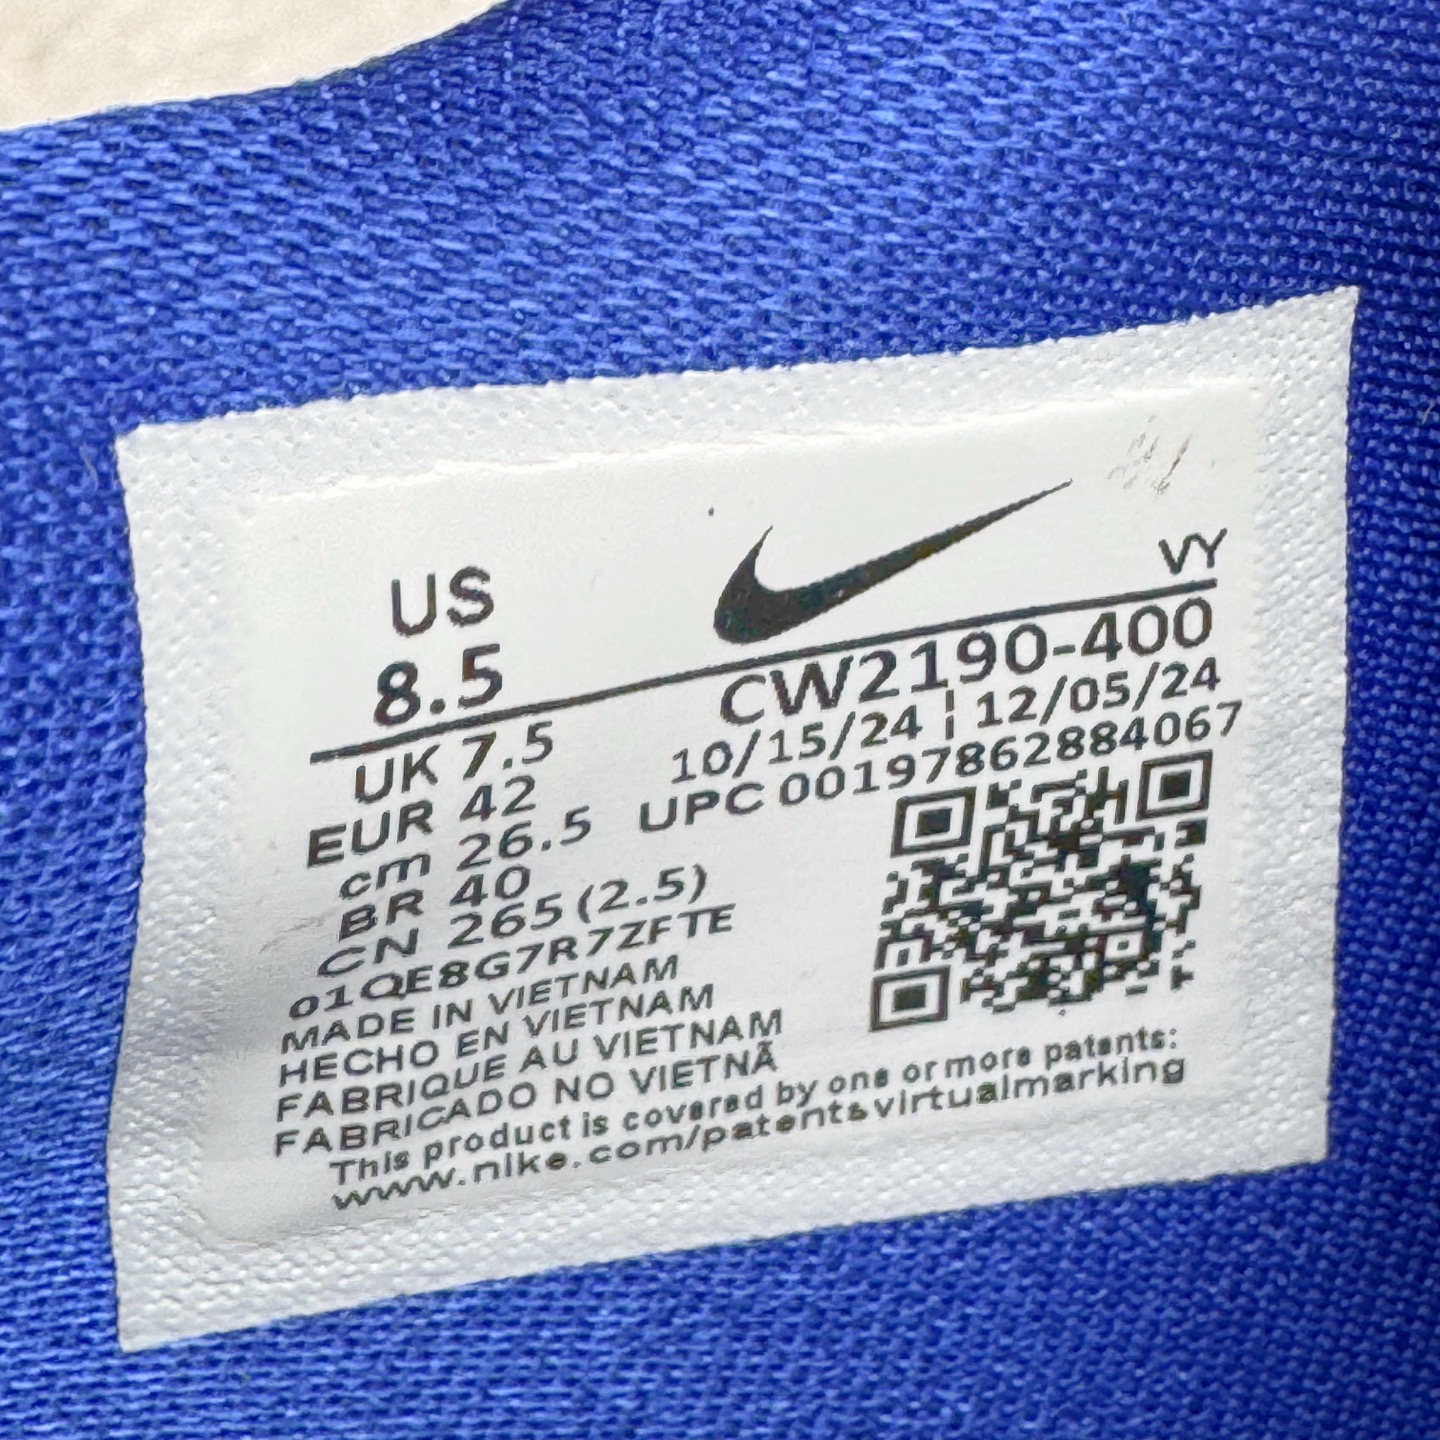 VY
US
8.5
CW2190-400
10/15/24 ¦ 12/05/24
UPC 00197862884067
UK 7.5
EUR 42
cm 26.5
BR 40
CN 265(2.5)
01QE8G7R7ZFTE
MADE IN VIETNAM
HECHO EN VIETNAM
FABRIQUE AU VIETNAM
FABRICADO NO VIETNÃ
This product is covered by one or more patents:
www.nike.com/patentsvirtualmarking